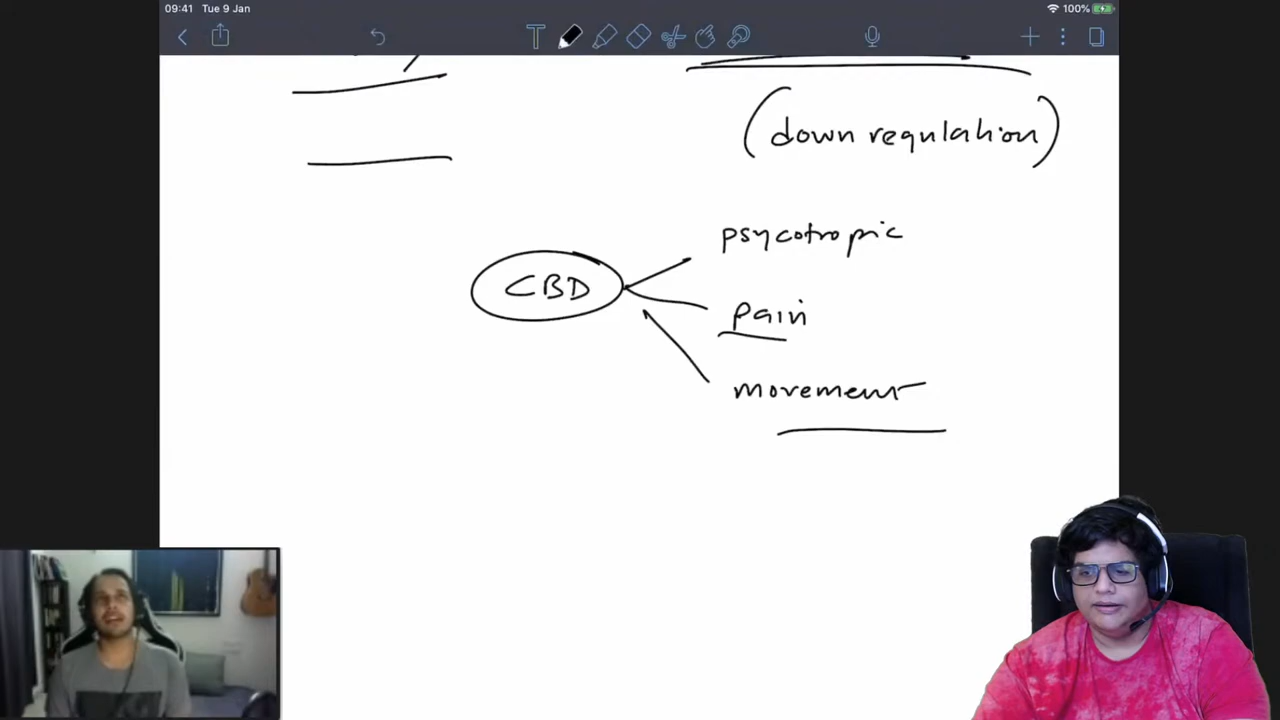 09:41 Tue 9 Jan
100%
T
(down regulation)
psycotropic
CBD
pain
movement